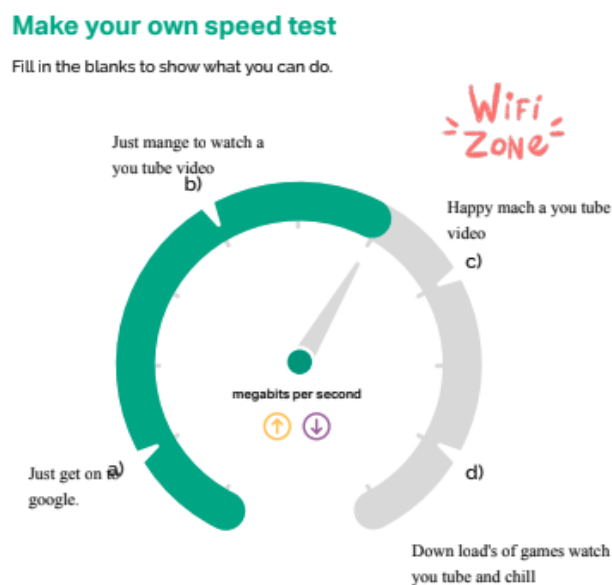 Make your own speed test
Fill in the blanks to show what you can do.
WiFi
ZONe
Just mange to watch a
you tube video
b)
Happy mach a you tube
video
c)
megabits per second
Just get on to
a)
google.
d)
Down load's of games watch
you tube and chill